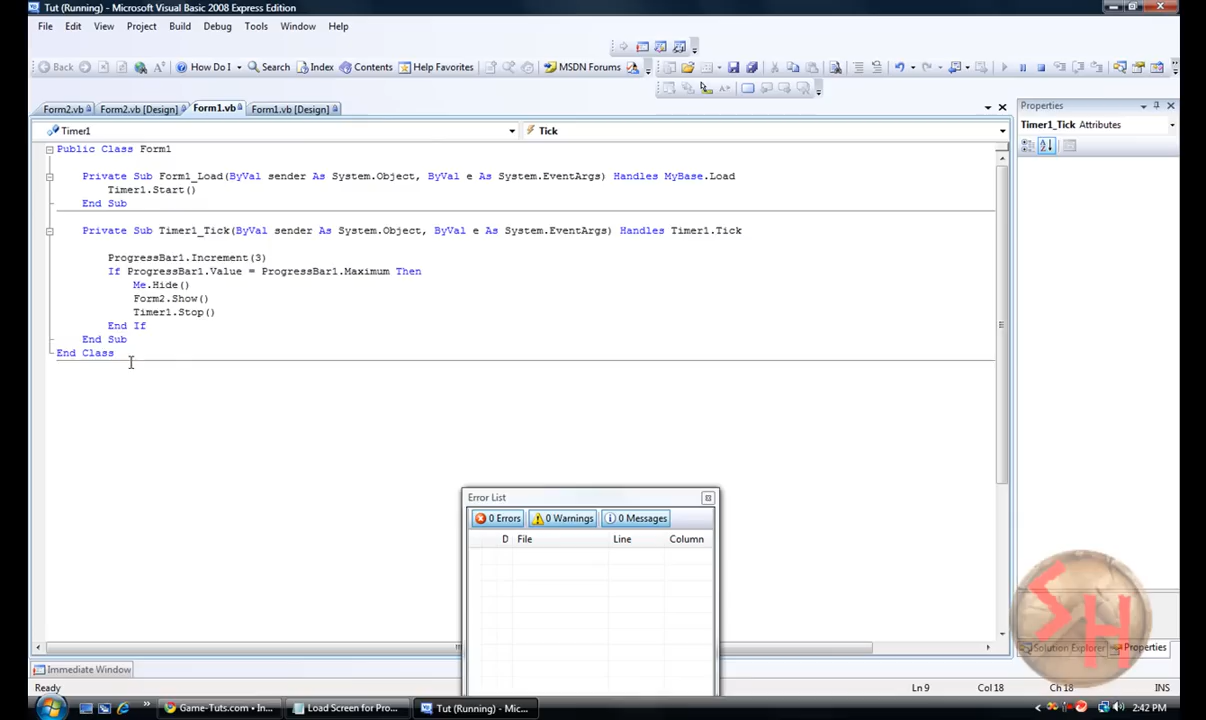 Tut (Running) - Microsoft Visual Basic 2008 Express Edition
File Edit View Project Build Debug Tools Window Help
Back How Do I Search Index Contents Help Favorites MSDN Forums
Form2.vb Form2.vb [Design] Form1.vb Form1.vb [Design]
Properties
Timer1 Tick
Timer1_Tick Attributes
Public Class Form1
Private Sub Form1_Load(ByVal sender As System.Object, ByVal e As System.EventArgs) Handles MyBase.Load
Timer1.Start()
End Sub
Private Sub Timer1_Tick(ByVal sender As System.Object, ByVal e As System.EventArgs) Handles Timer1.Tick
ProgressBar1.Increment(3)
If ProgressBar1.Value = ProgressBar1.Maximum Then
Me.Hide()
Form2.Show()
Timer1.Stop()
End If
End Sub
End Class
Error List
0 Errors 0 Warnings 0 Messages
D File Line Column
SH
Solution Explorer Properties
Immediate Window
Ready Ln 9 Col 18 Ch 18 INS
Game-Tuts.com - In... Load Screen for Pro... Tut (Running) - Mic... 2:42 PM